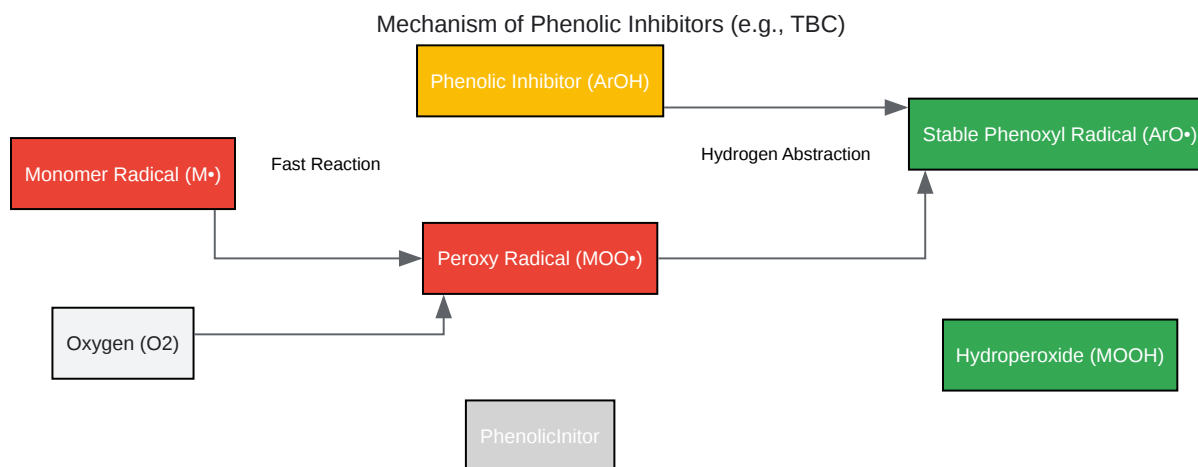 Mechanism of Phenolic Inhibitors (e.g., TBC)
Phenolic Inhibitor (ArOH)
Stable Phenoxyl Radical (ArO•)
Monomer Radical (M•)
Fast Reaction
Hydrogen Abstraction
Peroxy Radical (MOO•)
Oxygen (O2)
Hydroperoxide (MOOH)
PhenolicInitor